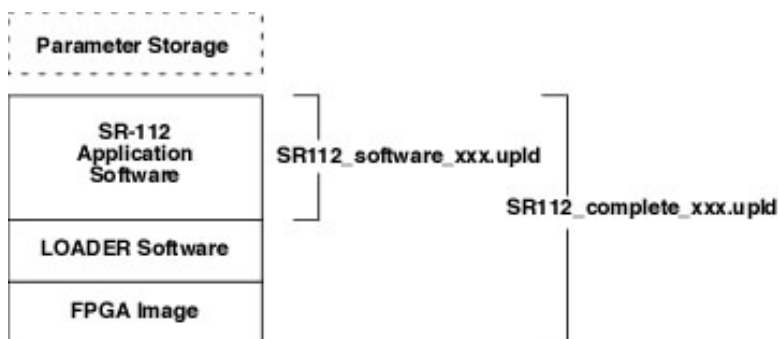 Parameter Storage
SR-112
Application
Software
SR112_software_xxx.upld
SR112_complete_xxx.upld
LOADER Software
FPGA Image